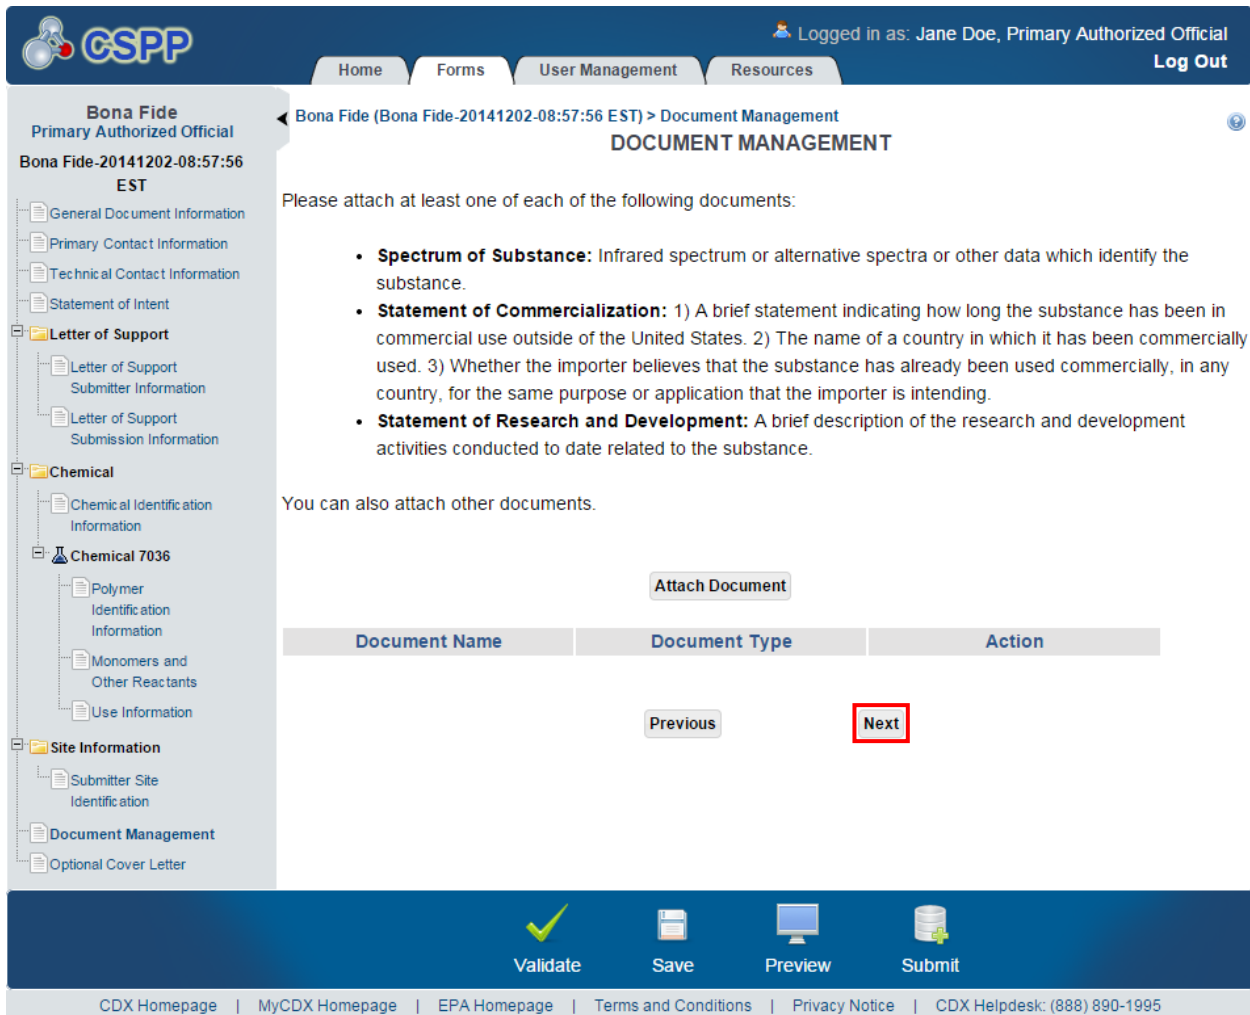 CSPP
Logged in as: Jane Doe, Primary Authorized Official
Log Out
Home
Forms
User Management
Resources
Bona Fide
Primary Authorized Official
Bona Fide-20141202-08:57:56
EST
General Document Information
Primary Contact Information
Technical Contact Information
Statement of Intent
Letter of Support
Letter of Support
Submitter Information
Letter of Support
Submission Information
Chemical
Chemical Identification
Information
Chemical 7036
Polymer
Identification
Information
Monomers and
Other Reactants
Use Information
Site Information
Submitter Site
Identification
Document Management
Optional Cover Letter
Bona Fide (Bona Fide-20141202-08:57:56 EST) > Document Management
DOCUMENT MANAGEMENT
Please attach at least one of each of the following documents:
• Spectrum of Substance: Infrared spectrum or alternative spectra or other data which identify the
substance.
• Statement of Commercialization: 1) A brief statement indicating how long the substance has been in
commercial use outside of the United States. 2) The name of a country in which it has been commercially
used. 3) Whether the importer believes that the substance has already been used commercially, in any
country, for the same purpose or application that the importer is intending.
• Statement of Research and Development: A brief description of the research and development
activities conducted to date related to the substance.
You can also attach other documents.
Attach Document
Document Name
Document Type
Action
Previous
Next
Validate
Save
Preview
Submit
CDX Homepage | MyCDX Homepage | EPA Homepage | Terms and Conditions | Privacy Notice | CDX Helpdesk: (888) 890-1995